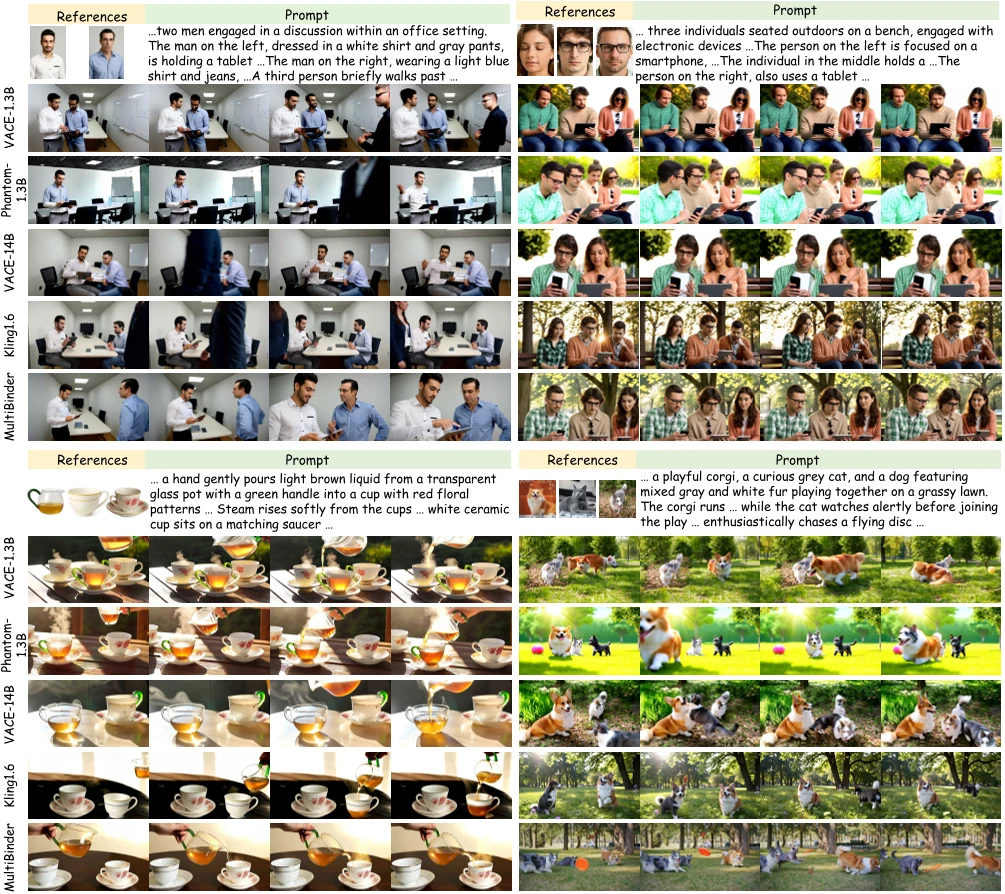 References
Prompt
...two men engaged in a discussion within an office setting.
The man on the left, dressed in a white shirt and gray pants,
is holding a tablet ...The man on the right, wearing a light blue
shirt and jeans, ...A third person briefly walks past ...
VACE-1.3B
Phantom-
1.3B
VACE-14B
Kling1.6
MultiBinder
References
Prompt
... three individuals seated outdoors on a bench, engaged with
electronic devices ...The person on the left is focused on a
smartphone, ...The individual in the middle holds a ...The
person on the right, also uses a tablet ...
References
Prompt
... a hand gently pours light brown liquid from a transparent
glass pot with a green handle into a cup with red floral
patterns ... Steam rises softly from the cups ... white ceramic
cup sits on a matching saucer ...
VACE-1.3B
Phantom-
1.3B
VACE-14B
Kling1.6
MultiBinder
References
Prompt
... a playful corgi, a curious grey cat, and a dog featuring
mixed gray and white fur playing together on a grassy lawn.
The corgi runs ... while the cat watches alertly before joining
the play ... enthusiastically chases a flying disc ...